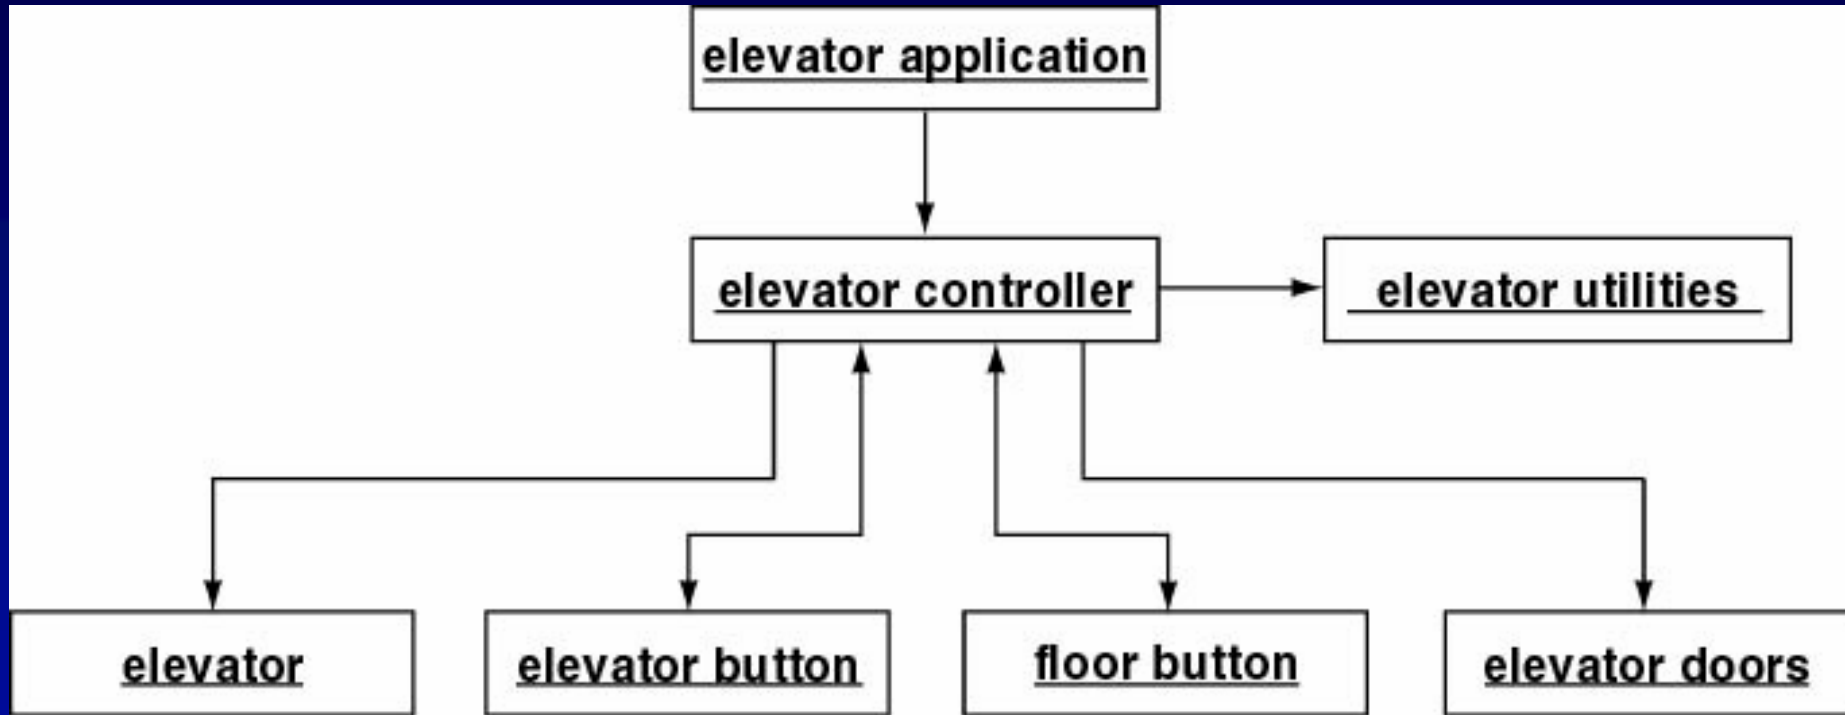 elevator application
elevator controller
elevator utilities
elevator
elevator button
floor button
elevator doors